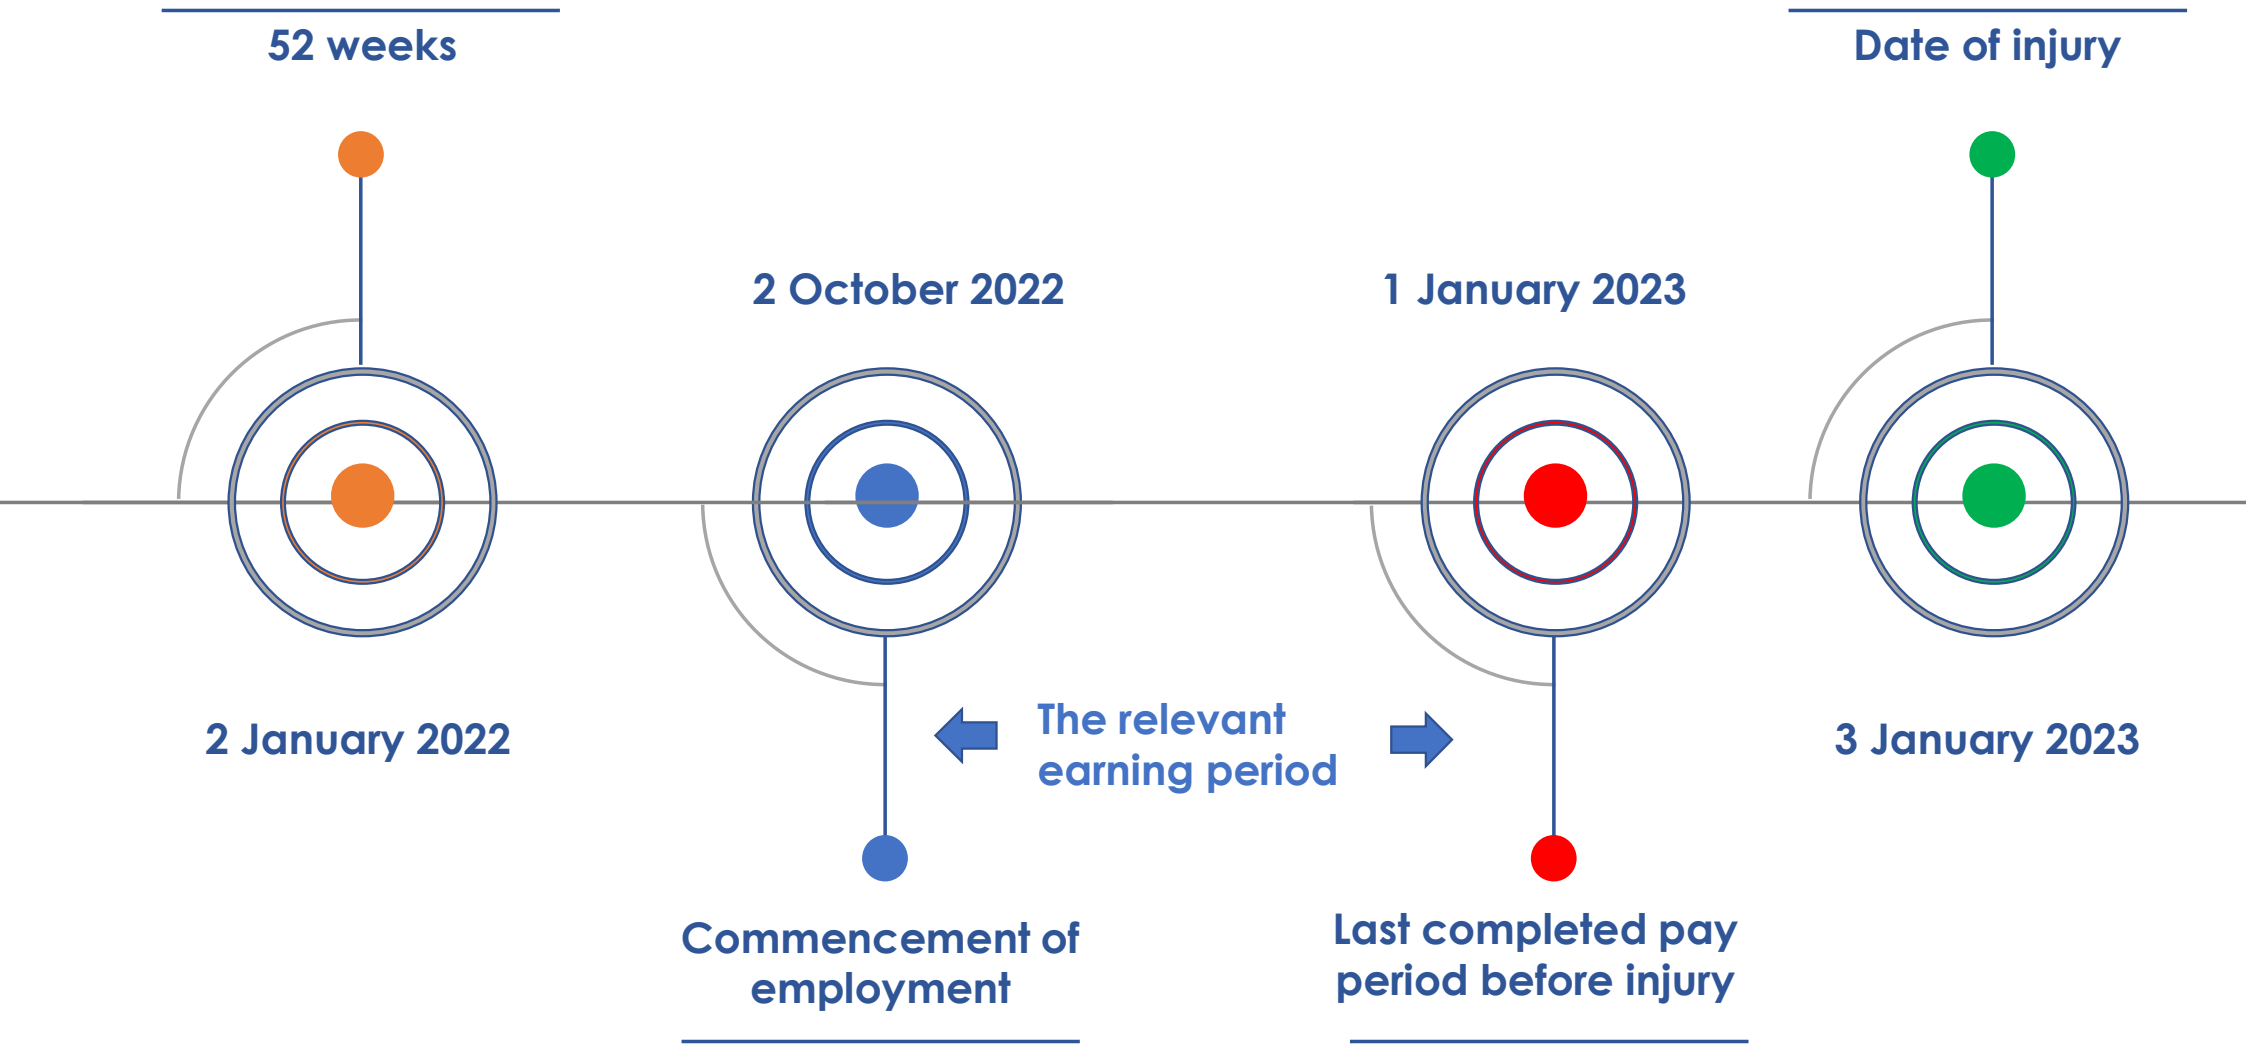 52 weeks
Date of injury
2 October 2022
1 January 2023
2 January 2022
The relevant
earning period
3 January 2023
Commencement of
employment
Last completed pay
period before injury